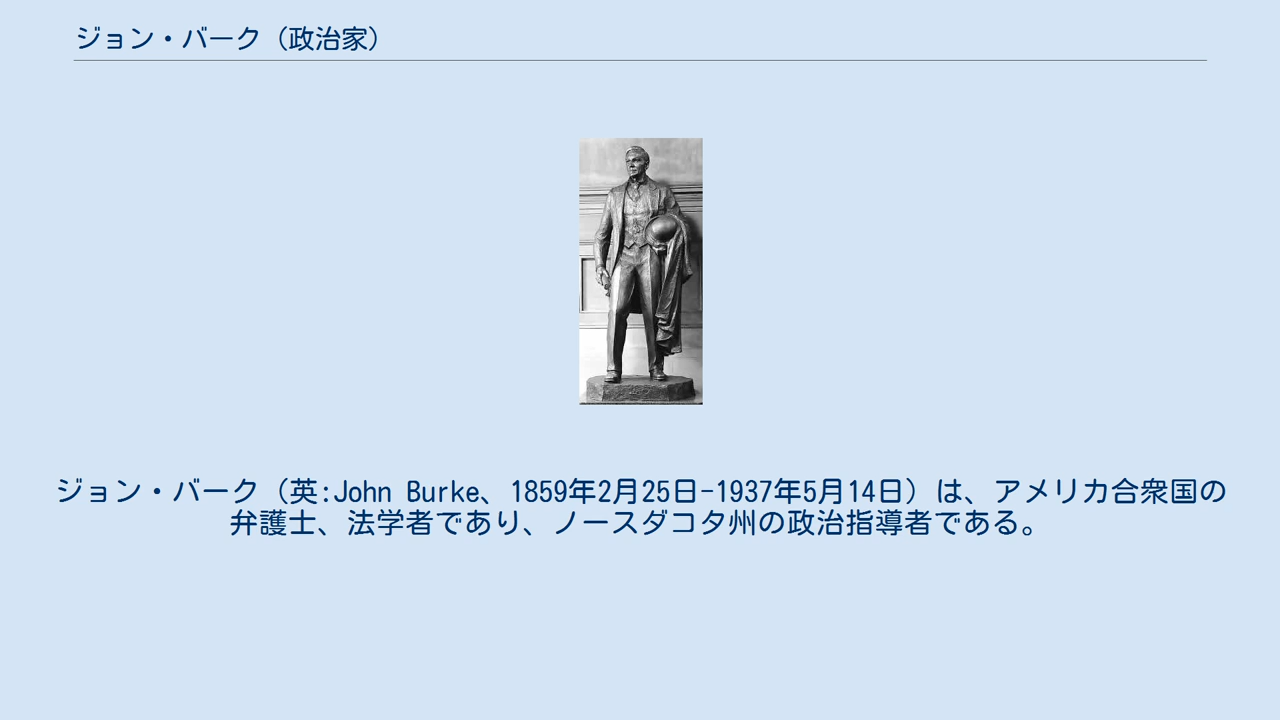 ジョン・バーク（政治家）
ジョン・バーク（英:John Burke、1859年2月25日-1937年5月14日）は、アメリカ合衆国の
弁護士、法学者であり、ノースダコタ州の政治指導者である。